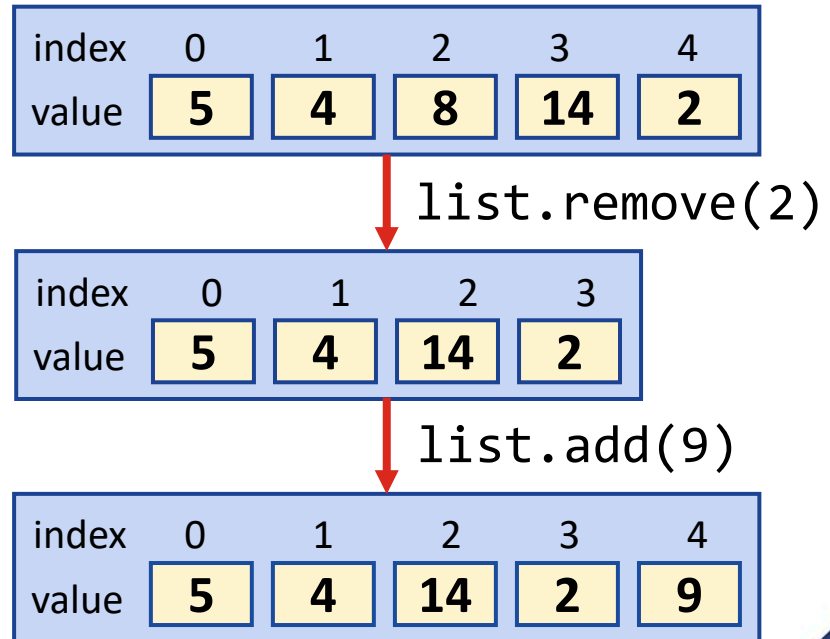 index 0 1 2 3 4
value 5 4 8 14 2
list.remove(2)
index 0 1 2 3
value 5 4 14 2
list.add(9)
index 0 1 2 3 4
value 5 4 14 2 9